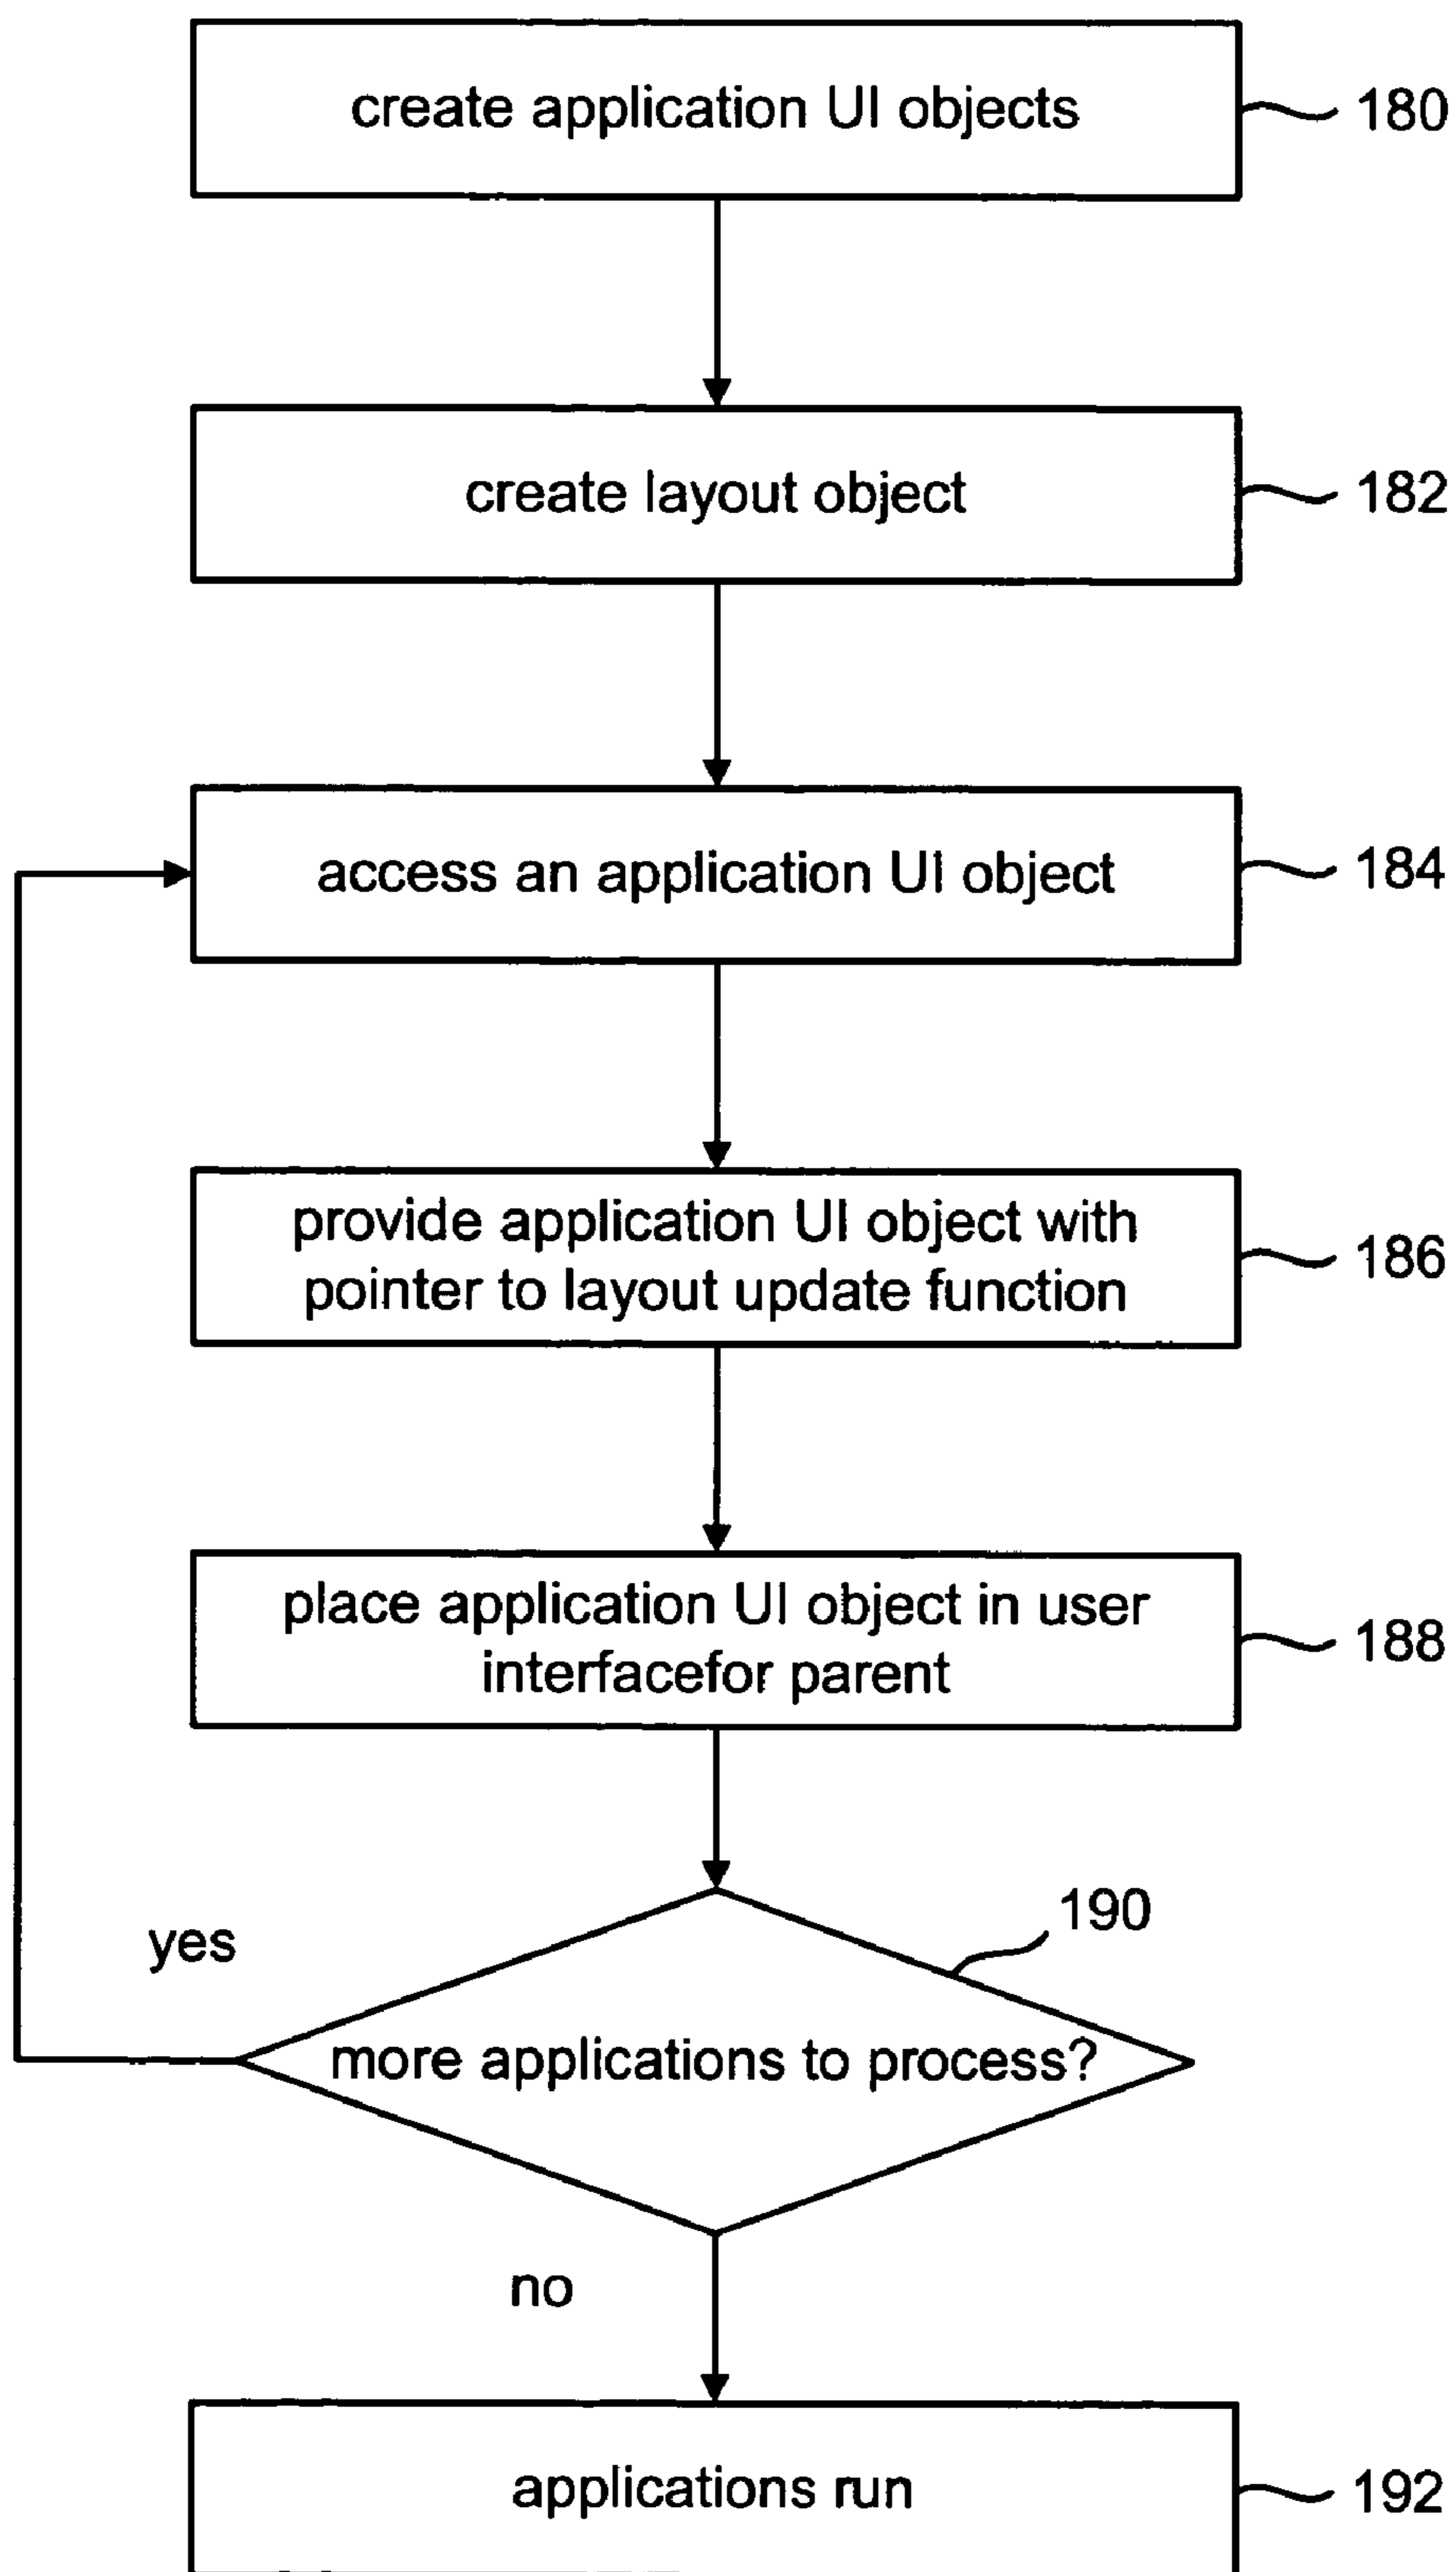 create application UI objects
180
create layout object
182
access an application UI object
184
provide application UI object with
pointer to layout update function
186
place application UI object in user
interfacefor parent
188
190
yes
more applications to process?
no
applications run
192